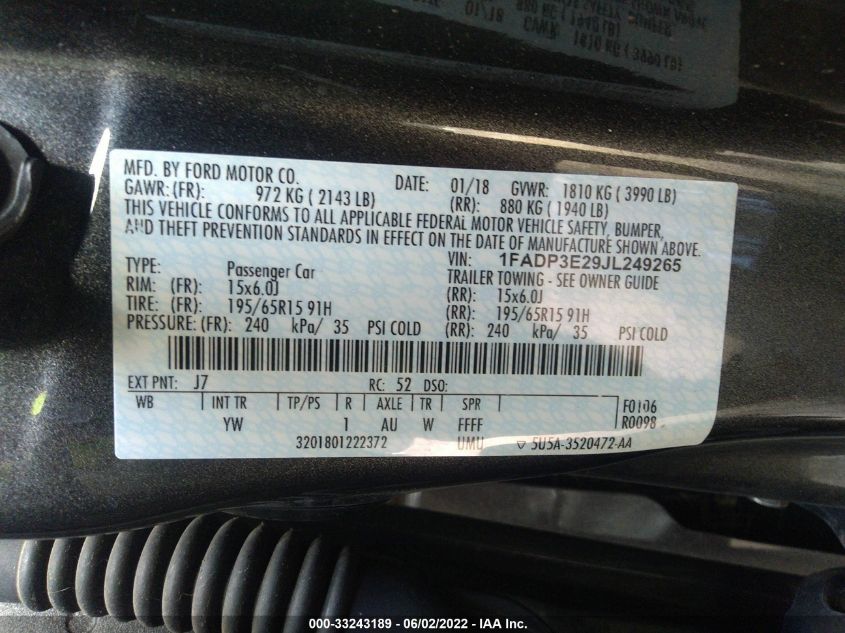 MFD. BY FORD MOTOR CO. DATE: 01/18 GVWR: 1810 KG ( 3990 LB)
GAWR: (FR): 972 KG ( 2143 LB) (RR): 880 KG ( 1940 LB)
THIS VEHICLE CONFORMS TO ALL APPLICABLE FEDERAL MOTOR VEHICLE SAFETY, BUMPER,
AND THEFT PREVENTION STANDARDS IN EFFECT ON THE DATE OF MANUFACTURE SHOWN ABOVE.
VIN: 1FADP3E29JL249265
TYPE: Passenger Car TRAILER TOWING - SEE OWNER GUIDE
RIM: (FR): 15x6.0J (RR): 15x6.0J
TIRE: (FR): 195/65R15 91H (RR): 195/65R15 91H
PRESSURE: (FR): 240 kPa/ 35 PSI COLD (RR): 240 kPa/ 35 PSI COLD
EXT PNT: J7 RC: 52 DSO:
WB INT TR TP/PS R AXLE TR SPR F0106
YW 1 AU W FFFF R0098
3201801222372 UMU ▽ 5U5A-3520472-AA
000-33243189 - 06/02/2022 - IAA Inc.